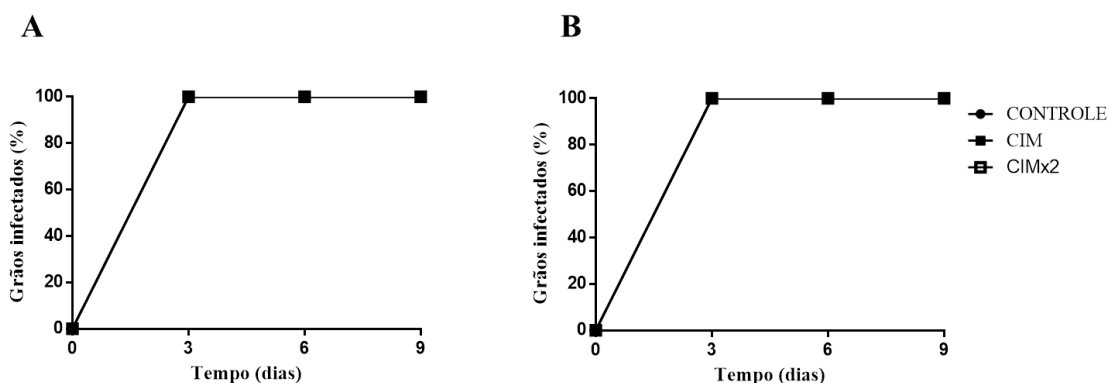 A
Grãos infectados (%)
100
80
60
40
20
0
0 3 6 9
Tempo (dias)
B
Grãos infectados (%)
100
80
60
40
20
0
0 3 6 9
Tempo (dias)
CONTROLE
CIM
CIMx2